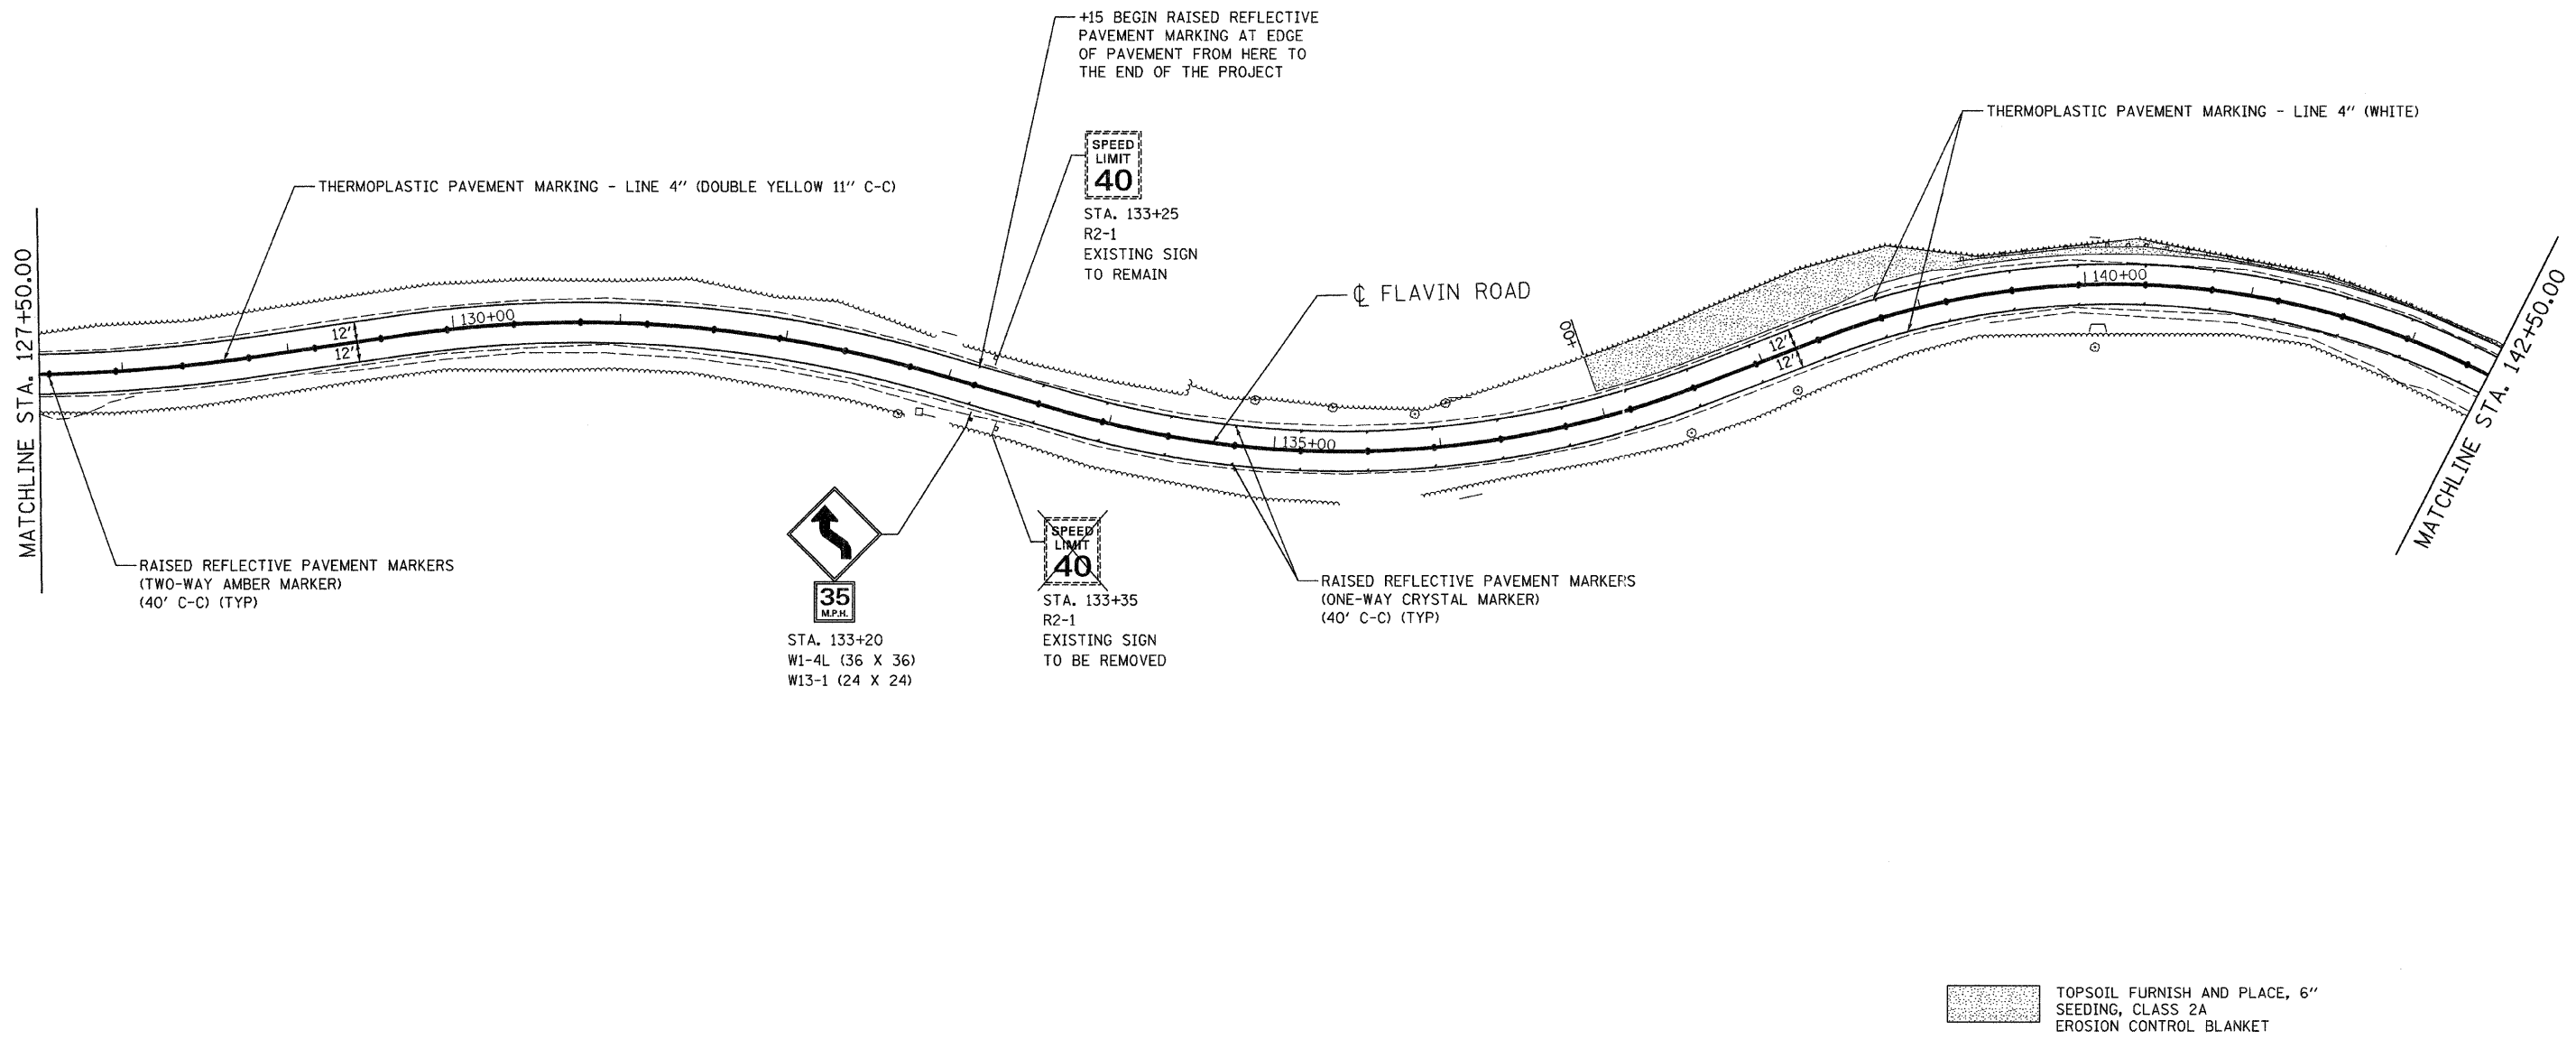 +15 BEGIN RAISED REFLECTIVE
PAVEMENT MARKING AT EDGE
OF PAVEMENT FROM HERE TO
THE END OF THE PROJECT
THERMOPLASTIC PAVEMENT MARKING - LINE 4" (WHITE)
SPEED
LIMIT
40
THERMOPLASTIC PAVEMENT MARKING - LINE 4" (DOUBLE YELLOW 11" C-C)
STA. 133+25
R2-1
EXISTING SIGN
TO REMAIN
MATCHLINE STA. 127+50.00
℄ FLAVIN ROAD
130+00
12'
12'
+00
135+00
12'
12'
140+00
MATCHLINE STA. 142+50.00
RAISED REFLECTIVE PAVEMENT MARKERS
(TWO-WAY AMBER MARKER)
(40' C-C) (TYP)
35
M.P.H.
STA. 133+20
W1-4L (36 X 36)
W13-1 (24 X 24)
SPEED
LIMIT
40
STA. 133+35
R2-1
EXISTING SIGN
TO BE REMOVED
RAISED REFLECTIVE PAVEMENT MARKERS
(ONE-WAY CRYSTAL MARKER)
(40' C-C) (TYP)
TOPSOIL FURNISH AND PLACE, 6"
SEEDING, CLASS 2A
EROSION CONTROL BLANKET